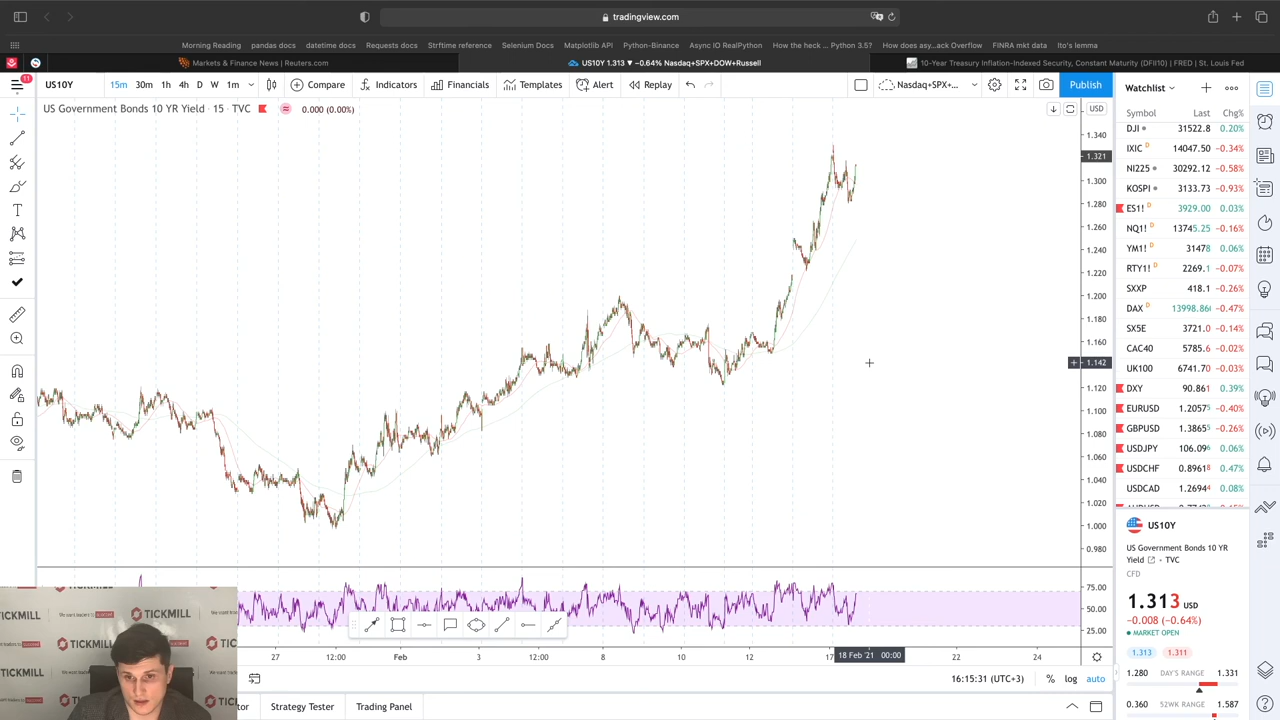 tradingview.com
Morning Reading pandas docs datetime docs Requests docs Strftime reference Selenium Docs Matplotlib API Python-Binance Async IO RealPython How the heck ... Python 3.5? How does asy...ack Overflow FINRA mkt data Ito's lemma
Markets & Finance News | Reuters.com
US10Y 1.313 ▼ −0.64% Nasdaq+SPX+DOW+Russell
10-Year Treasury Inflation-Indexed Security, Constant Maturity (DFII10) | FRED | St. Louis Fed
11
US10Y 15m 30m 1h 4h D W 1m Compare Indicators Financials Templates Alert Replay Nasdaq+SPX+... Publish
US Government Bonds 10 YR Yield · 15 · TVC 0.000 (0.00%)
USD
1.340
1.321
1.300
1.280
1.260
1.240
1.220
1.200
1.180
1.160
1.142
1.120
1.100
1.080
1.060
1.040
1.020
1.000
0.980
75.00
50.00
25.00
27 12:00 Feb 3 12:00 8 10 12 17 18 Feb '21 00:00 22 24
16:15:31 (UTC+3) % log auto
Strategy Tester Trading Panel
Watchlist
Symbol Last Chg%
DJI 31522.8 0.20%
IXIC D 14047.50 −0.34%
NI225 30292.12 −0.58%
KOSPI 3133.73 −0.93%
ES1! D 3929.00 0.03%
NQ1! D 13745.25 −0.16%
YM1! D 31478 0.06%
RTY1! D 2269.1 −0.07%
SXXP 418.1 −0.26%
DAX D 13998.860 −0.47%
SX5E 3721.0 −0.14%
CAC40 5785.6 −0.02%
UK100 6741.70 −0.03%
DXY 90.861 0.39%
EURUSD 1.20575 −0.40%
GBPUSD 1.38655 −0.26%
USDJPY 106.096 0.06%
USDCHF 0.89618 0.47%
USDCAD 1.26944 0.08%
US10Y
US Government Bonds 10 YR
Yield · TVC
CFD
1.313 USD
−0.008 (−0.64%)
MARKET OPEN
1.313 1.311
1.280 DAY'S RANGE 1.331
0.360 52WK RANGE 1.587
TICKMILL
TICKMILL
TICKMILL